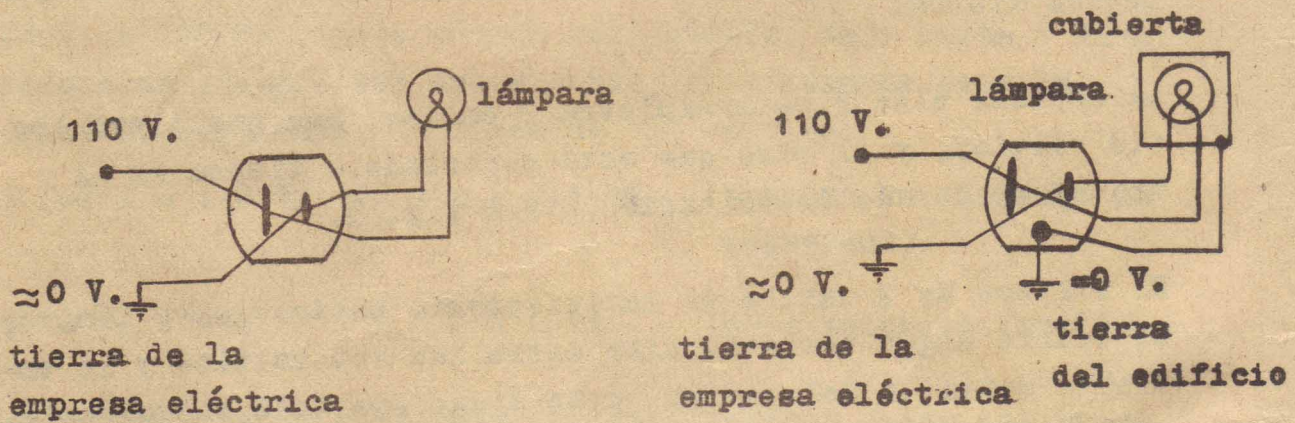 lámpara
110 V.
≈0 V.
tierra de la
empresa eléctrica
cubierta
lámpara
110 V.
≈0 V.
=0 V.
tierra de la
empresa eléctrica
tierra
del edificio